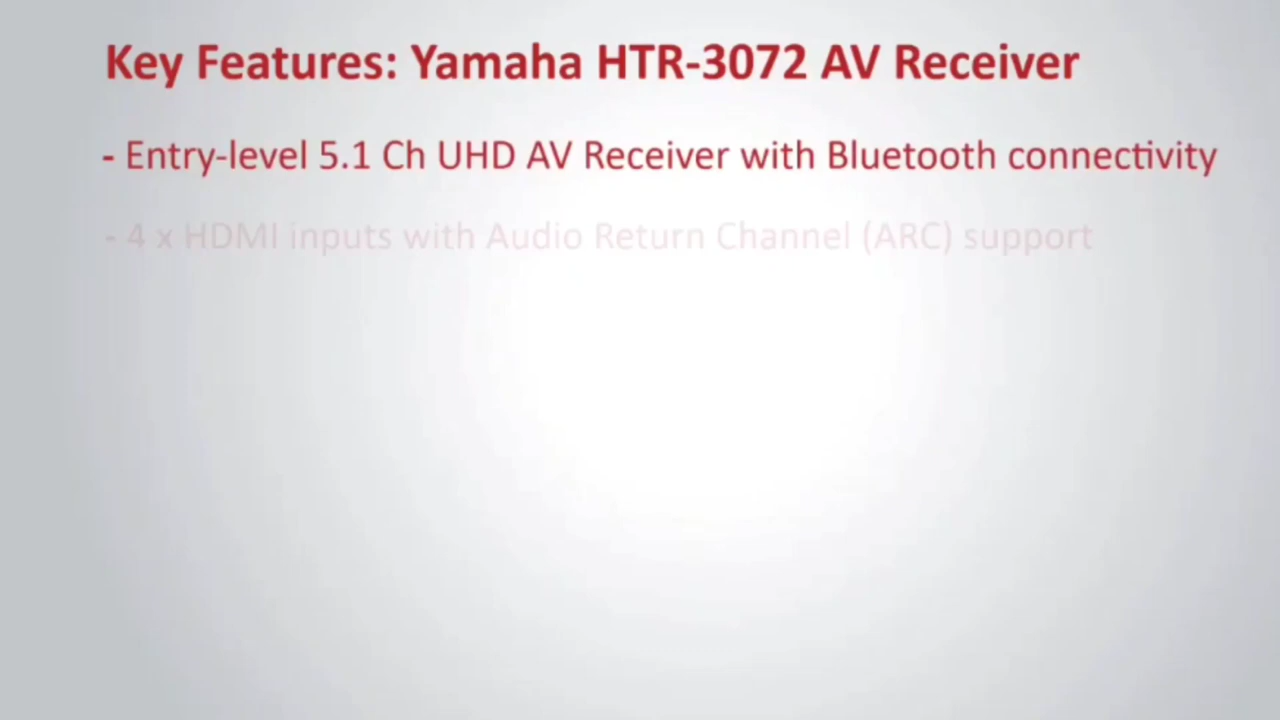 Key Features: Yamaha HTR-3072 AV Receiver
- Entry-level 5.1 Ch UHD AV Receiver with Bluetooth connectivity
- 4 x HDMI inputs with Audio Return Channel (ARC) support